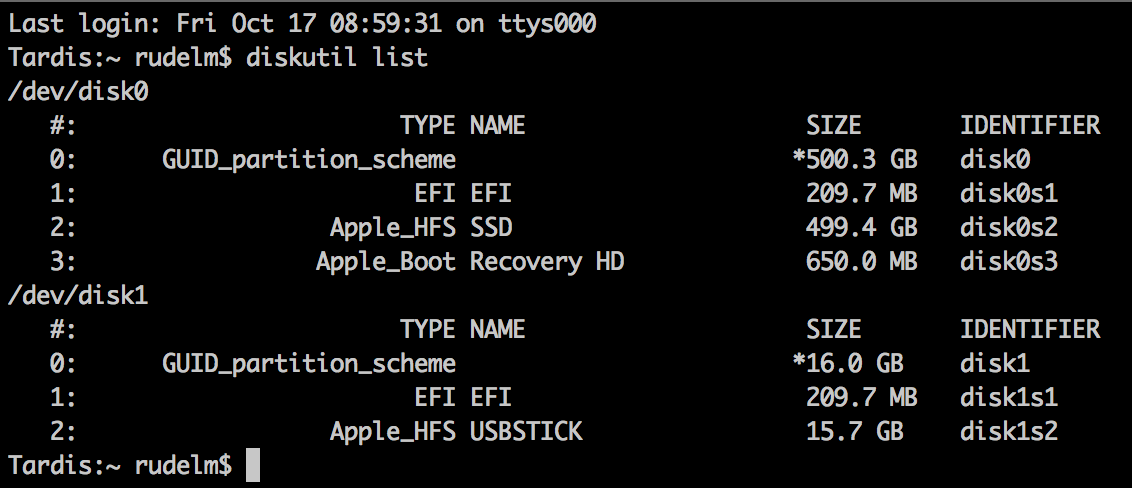 Last login: Fri Oct 17 08:59:31 on ttys000
Tardis:~ rudelm$ diskutil list
/dev/disk0
   #:                       TYPE NAME                    SIZE       IDENTIFIER
   0:      GUID_partition_scheme                        *500.3 GB   disk0
   1:                        EFI EFI                     209.7 MB   disk0s1
   2:                  Apple_HFS SSD                     499.4 GB   disk0s2
   3:                 Apple_Boot Recovery HD             650.0 MB   disk0s3
/dev/disk1
   #:                       TYPE NAME                    SIZE       IDENTIFIER
   0:      GUID_partition_scheme                        *16.0 GB    disk1
   1:                        EFI EFI                     209.7 MB   disk1s1
   2:                  Apple_HFS USBSTICK                15.7 GB    disk1s2
Tardis:~ rudelm$